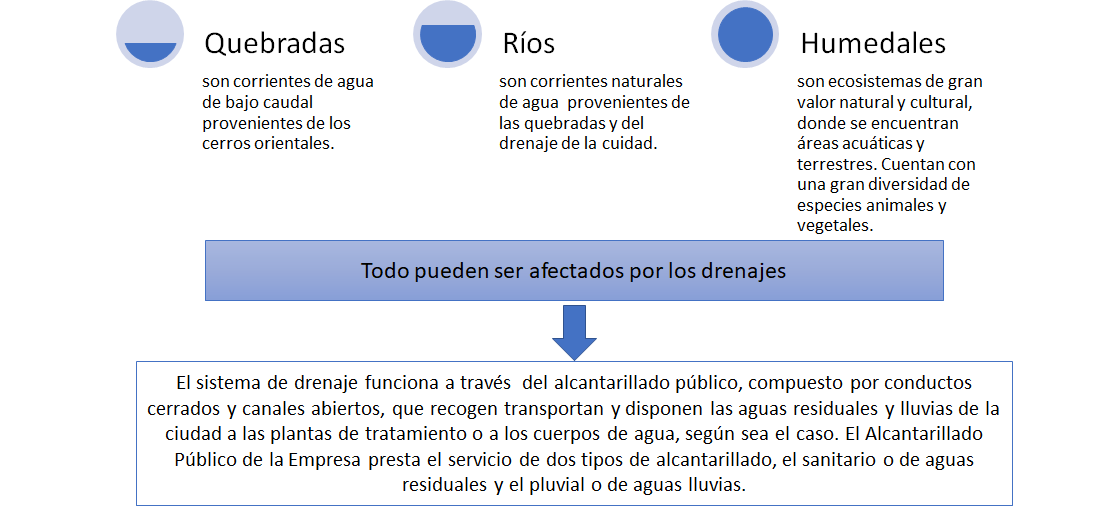 Quebradas
son corrientes de agua
de bajo caudal
provenientes de los
cerros orientales.
Ríos
son corrientes naturales
de agua  provenientes de
las quebradas y del
drenaje de la cuidad.
Humedales
son ecosistemas de gran
valor natural y cultural,
donde se encuentran
áreas acuáticas y
terrestres. Cuentan con
una gran diversidad de
especies animales y
vegetales.
Todo pueden ser afectados por los drenajes
El sistema de drenaje funciona a través  del alcantarillado público, compuesto por conductos
cerrados y canales abiertos, que recogen transportan y disponen las aguas residuales y lluvias de la
ciudad a las plantas de tratamiento o a los cuerpos de agua, según sea el caso. El Alcantarillado
Público de la Empresa presta el servicio de dos tipos de alcantarillado, el sanitario o de aguas
residuales y el pluvial o de aguas lluvias.